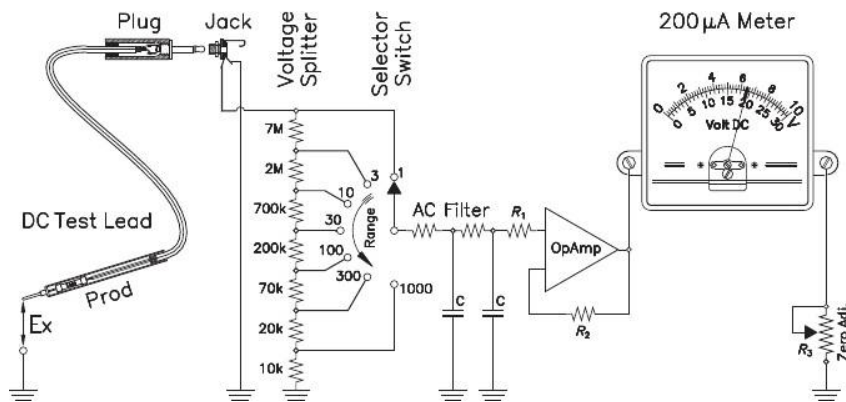 Plug
Jack
Voltage
Splitter
Selector
Switch
200µA Meter
0 2 4 6 8 10
0 5 10 15 20 25 30
Volt DC
V
7M
2M
700k
200k
70k
20k
10k
3
1
10
30
100
300
1000
Range
AC Filter
R1
OpAmp
R2
C
C
DC Test Lead
Prod
Ex
R3
Zero Adj.